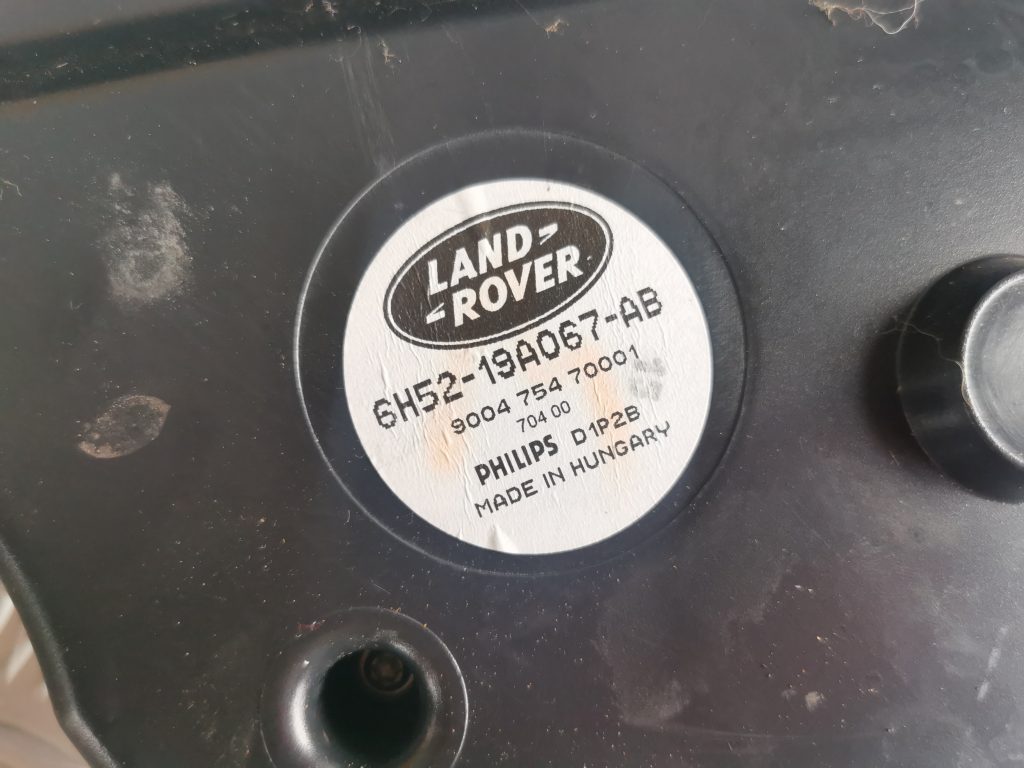 LAND-
-ROVER
6H52-19A067-AB
9004 754 70001
704 00
PHILIPS D1P2B
MADE IN HUNGARY